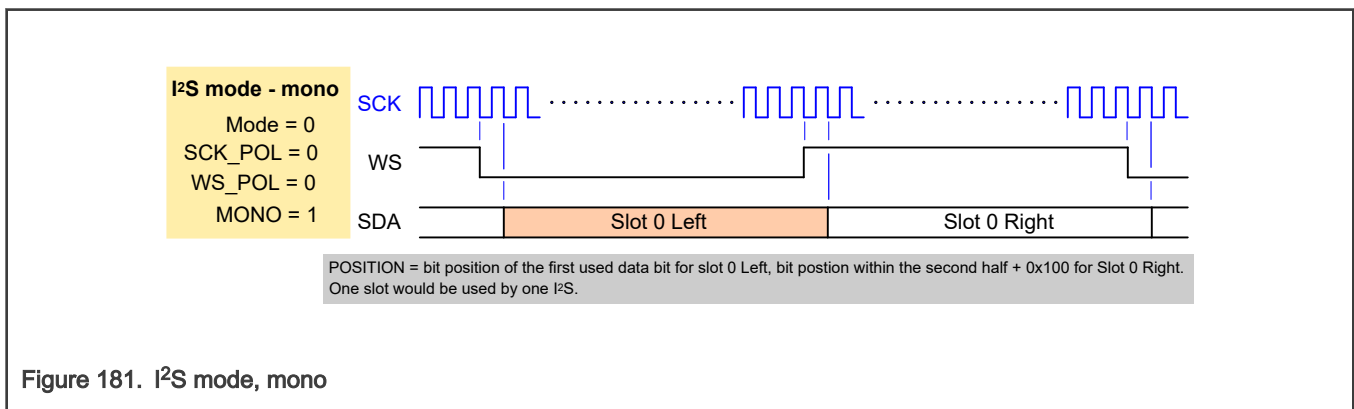 I2S mode - mono
Mode = 0
SCK_POL = 0
WS_POL = 0
MONO = 1
SCK
WS
SDA
Slot 0 Left
Slot 0 Right
POSITION = bit position of the first used data bit for slot 0 Left, bit postion within the second half + 0x100 for Slot 0 Right.
One slot would be used by one I2S.
Figure 181. I2S mode, mono